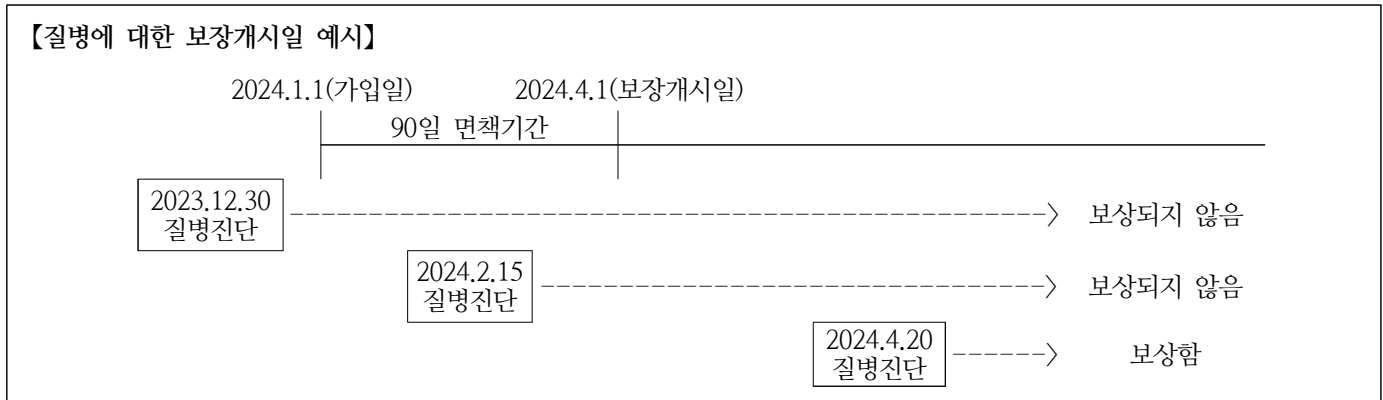 【질병에 대한 보장개시일 예시】
2024.1.1(가입일) 2024.4.1(보장개시일)
90일 면책기간
2023.12.30
질병진단
보상되지 않음
2024.2.15
질병진단
보상되지 않음
2024.4.20
질병진단
보상함